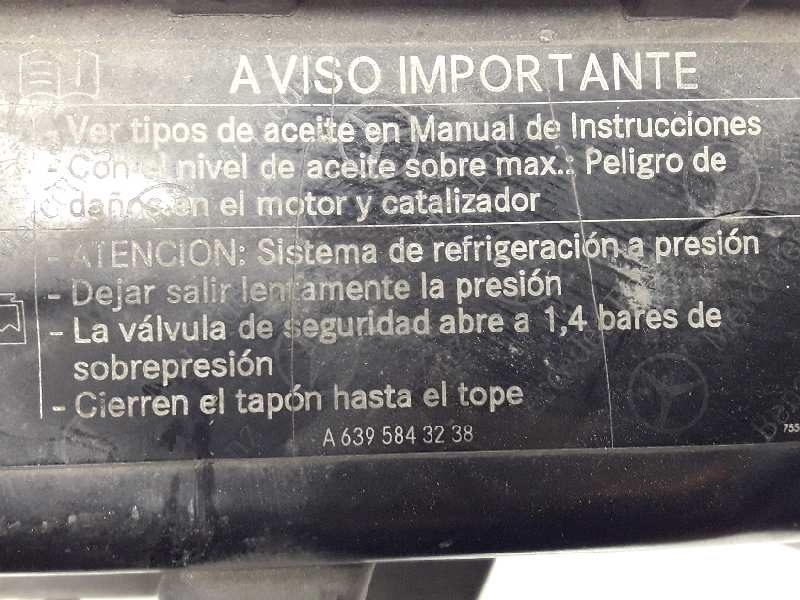 AVISO IMPORTANTE
- Ver tipos de aceite en Manual de Instrucciones
- Con el nivel de aceite sobre max.: Peligro de
daños en el motor y catalizador
- ATENCION: Sistema de refrigeración a presión
- Dejar salir lentamente la presión
- La válvula de seguridad abre a 1,4 bares de
sobrepresión
- Cierren el tapón hasta el tope
A 639 584 32 38